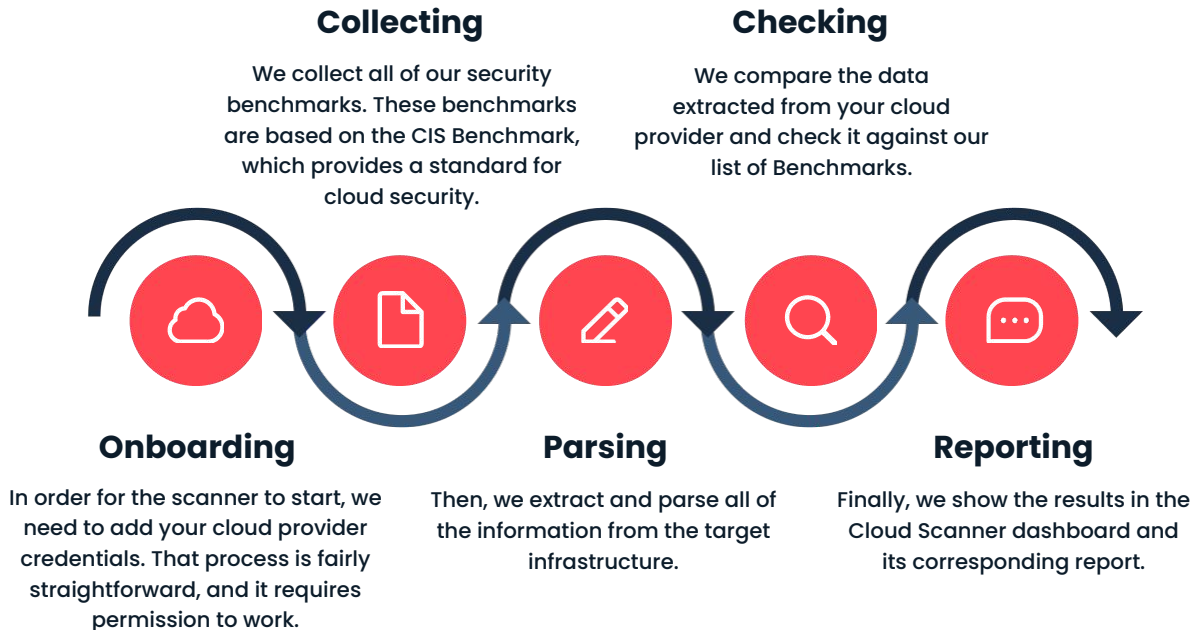 Collecting
We collect all of our security
benchmarks. These benchmarks
are based on the CIS Benchmark,
which provides a standard for
cloud security.
Checking
We compare the data
extracted from your cloud
provider and check it against our
list of Benchmarks.
Onboarding
In order for the scanner to start, we
need to add your cloud provider
credentials. That process is fairly
straightforward, and it requires
permission to work.
Parsing
Then, we extract and parse all of
the information from the target
infrastructure.
Reporting
Finally, we show the results in the
Cloud Scanner dashboard and
its corresponding report.